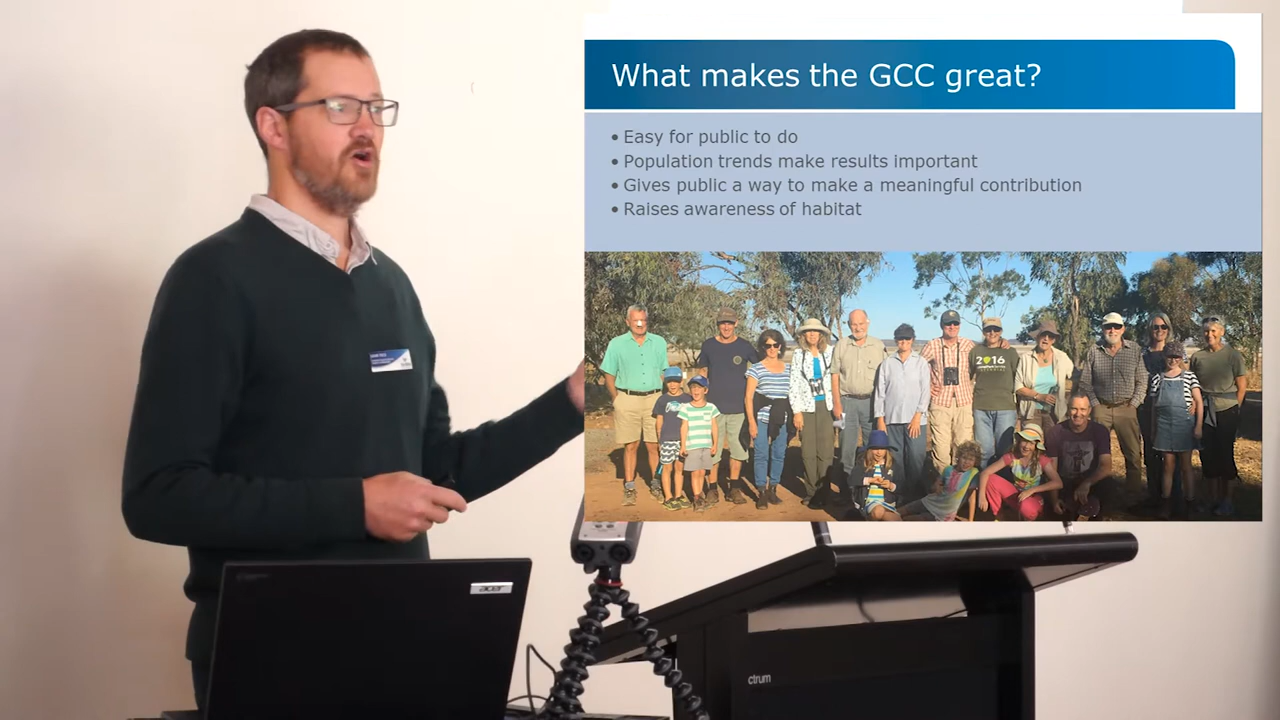 What makes the GCC great?
• Easy for public to do
• Population trends make results important
• Gives public a way to make a meaningful contribution
• Raises awareness of habitat
2016
acer
ctrum